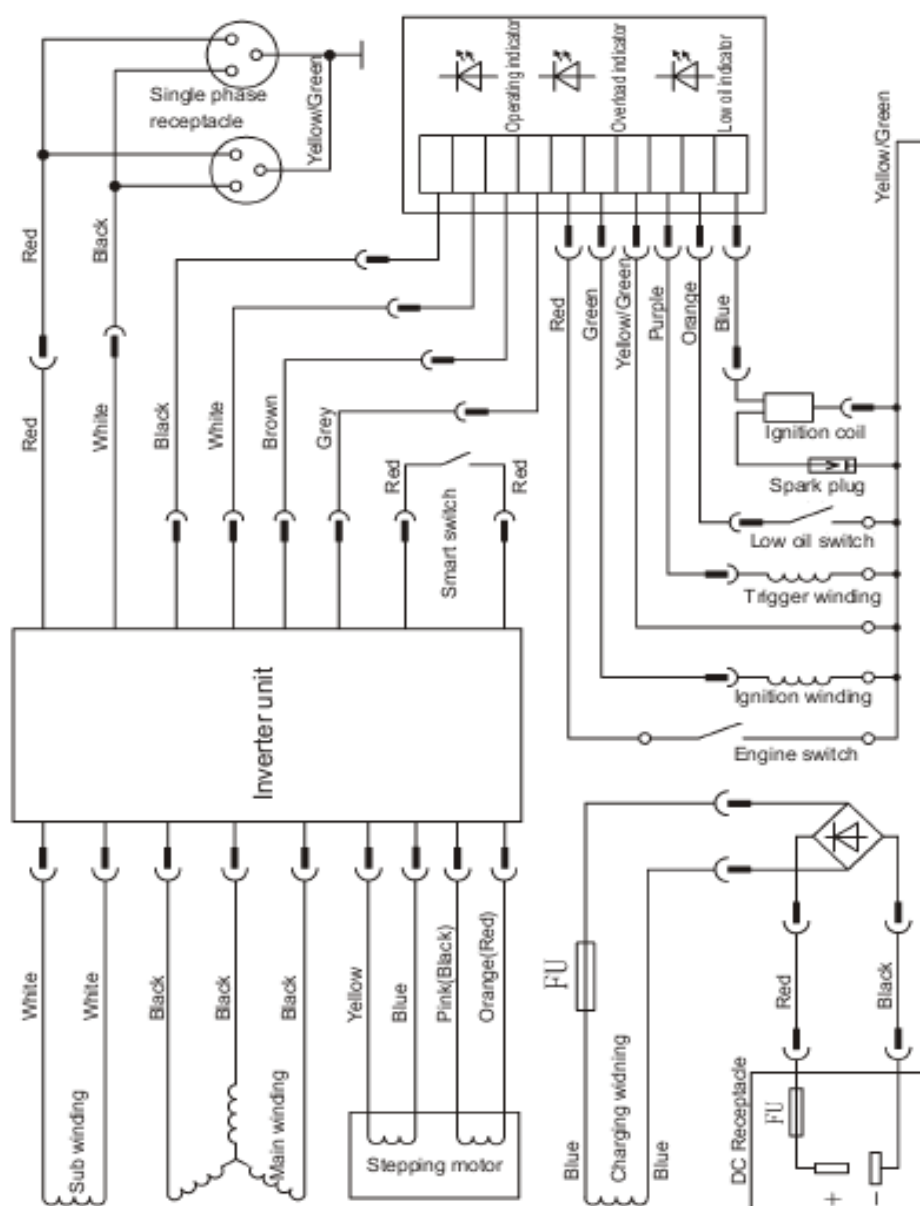 Single phase
receptacle
Yellow/Green
Operating indicator
Overload indicator
Low oil indicator
Yellow/Green
Red
Black
Red
White
Black
White
Brown
Grey
Red
Smart switch
Red
Red
Green
Yellow/Green
Purple
Orange
Blue
Ignition coil
Spark plug
Low oil switch
Trigger winding
Ignition winding
Engine switch
Inverter unit
White
White
Black
Black
Black
Yellow
Blue
Pink(Black)
Orange(Red)
FU
Red
Black
Sub winding
Main winding
Stepping motor
Blue
Charging widning
Blue
DC Receptacle
FU
+
−